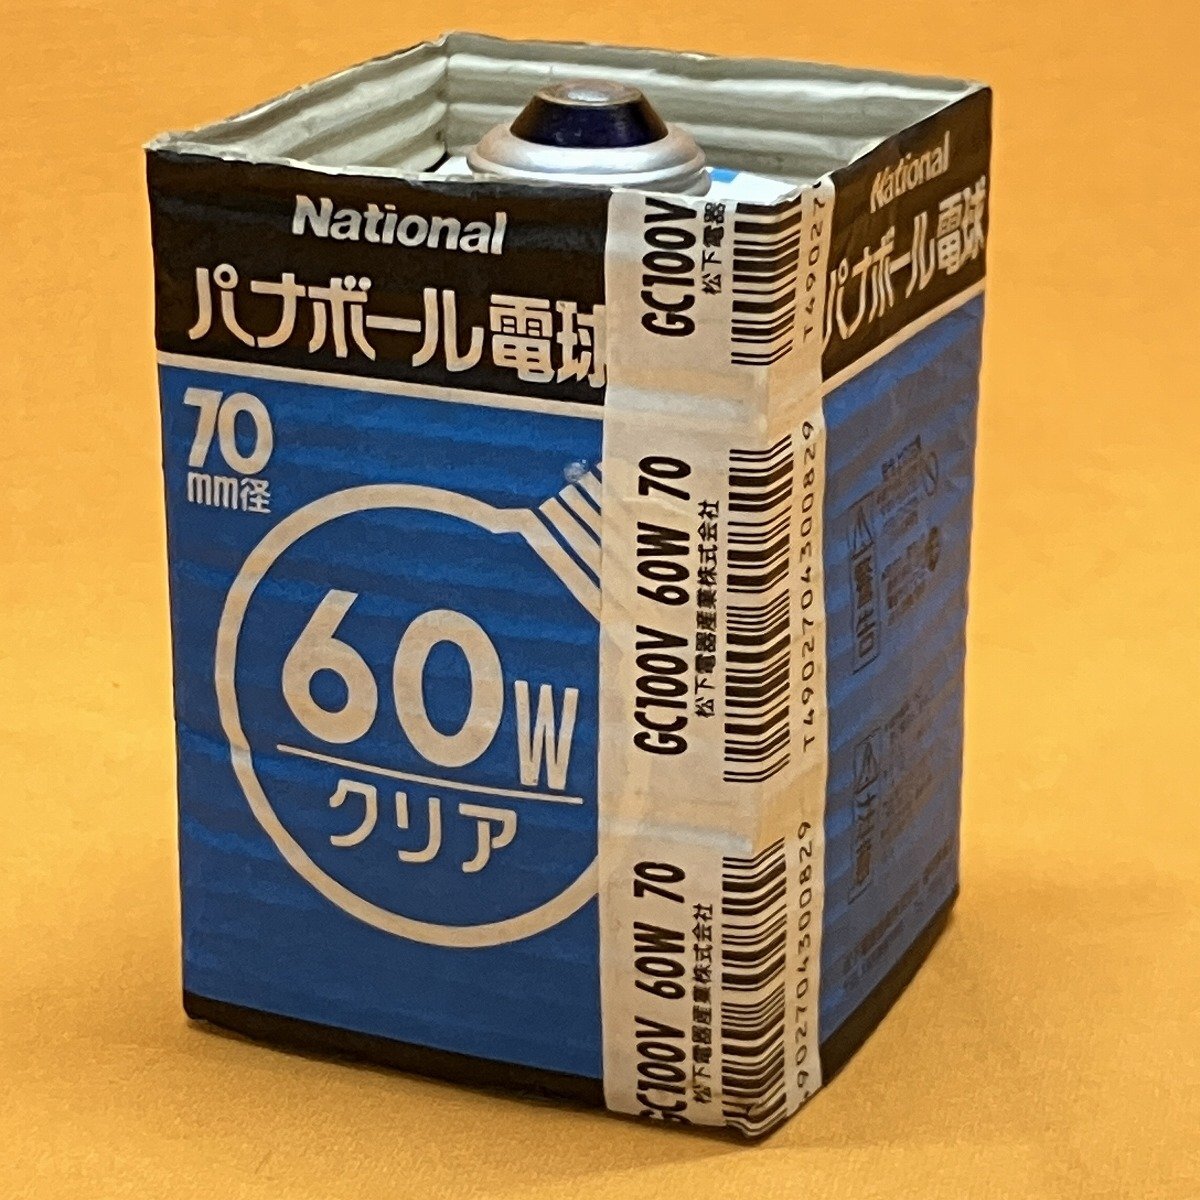 National
パナボール電球
70
mm径
60W
クリア
GC100V
松下電器
T49027
GC100V 60W 70
松下電器産業株式会社
T4902704300829
GC100V 60W 70
松下電器産業株式会社
4902704300829
National
パナボール電球